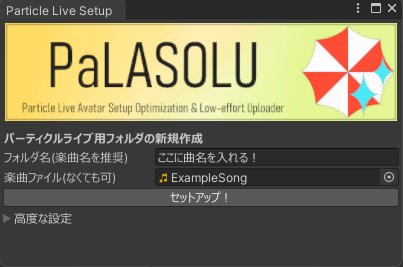 Particle Live Setup
PaLASOLU
Particle Live Avatar Setup Optimization & Low-effort Uploader
パーティクルライブ用フォルダの新規作成
フォルダ名(楽曲名を推奨) ここに曲名を入れる！
楽曲ファイル(なくても可) ExampleSong
セットアップ！
高度な設定